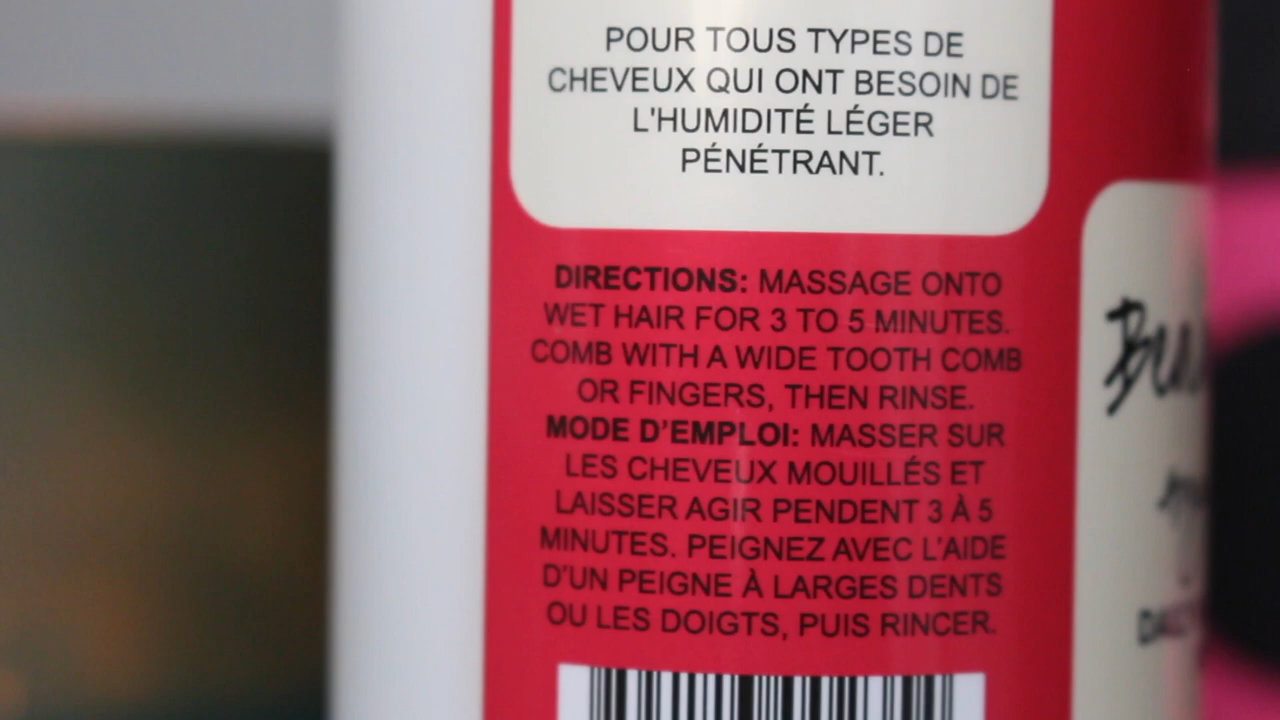 POUR TOUS TYPES DE
CHEVEUX QUI ONT BESOIN DE
L'HUMIDITÉ LÉGER
PÉNÉTRANT.
DIRECTIONS: MASSAGE ONTO
WET HAIR FOR 3 TO 5 MINUTES.
COMB WITH A WIDE TOOTH COMB
OR FINGERS, THEN RINSE.
MODE D'EMPLOI: MASSER SUR
LES CHEVEUX MOUILLÉS ET
LAISSER AGIR PENDENT 3 À 5
MINUTES. PEIGNEZ AVEC L'AIDE
D'UN PEIGNE À LARGES DENTS
OU LES DOIGTS, PUIS RINCER.